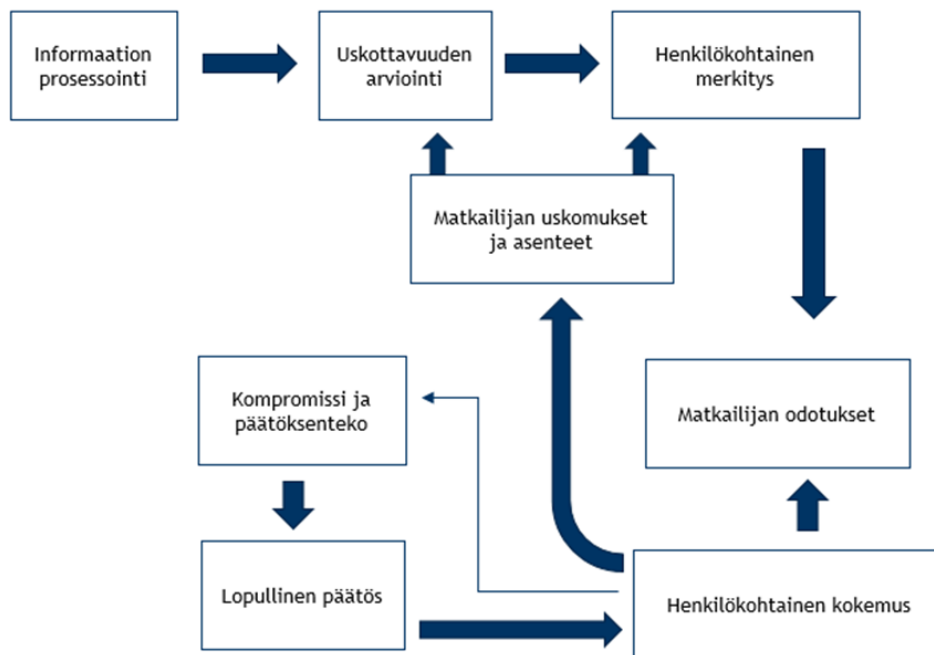 Informaation
prosessointi
Uskottavuuden
arviointi
Henkilökohtainen
merkitys
Matkailijan uskomukset
ja asenteet
Kompromissi ja
päätöksenteko
Matkailijan odotukset
Lopullinen päätös
Henkilökohtainen kokemus